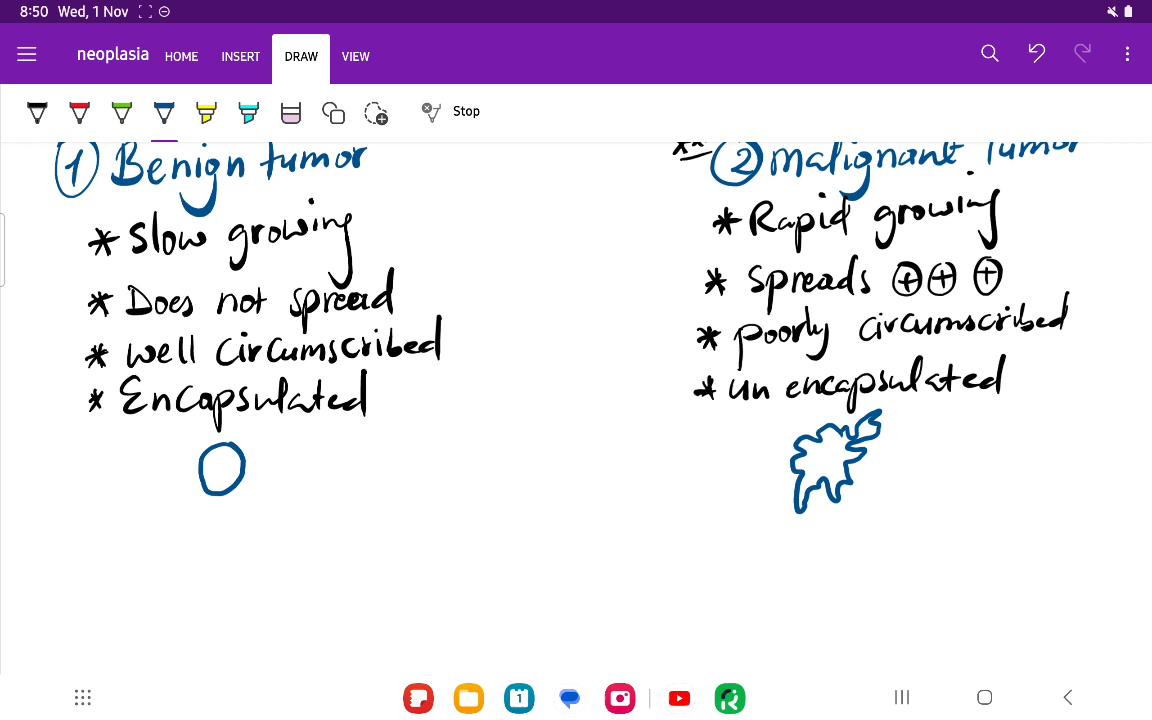 8:50 Wed, 1 Nov
neoplasia HOME INSERT DRAW VIEW
Stop
① Benign tumor
* Slow growing
* Does not spread
* well circumscribed
* Encapsulated
** ② malignant Tumor
* Rapid growing
* Spreads ⊕ ⊕ ⊕
* poorly circumscribed
* un encapsulated
1